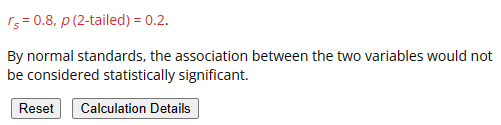 rs = 0.8, p (2-tailed) = 0.2.
By normal standards, the association between the two variables would not
be considered statistically significant.
Reset Calculation Details